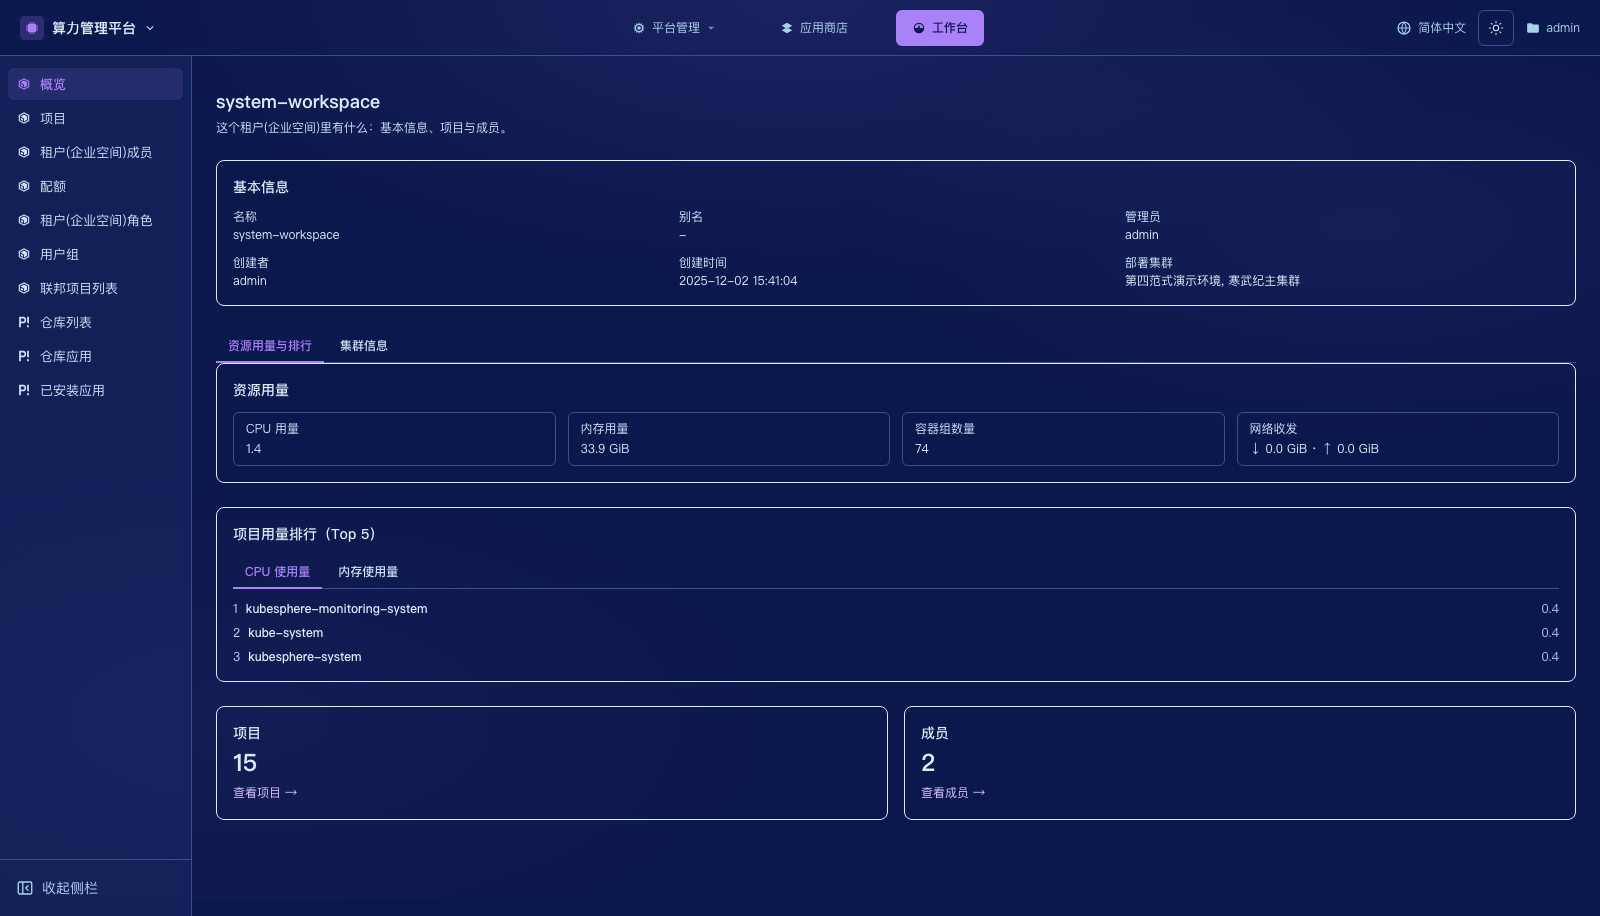 算力管理平台
平台管理
应用商店
工作台
简体中文
admin
概览
项目
租户(企业空间)成员
配额
租户(企业空间)角色
用户组
联邦项目列表
P! 仓库列表
P! 仓库应用
P! 已安装应用
收起侧栏
system-workspace
这个租户(企业空间)里有什么：基本信息、项目与成员。
基本信息
名称 别名 管理员
system-workspace – admin
创建者 创建时间 部署集群
admin 2025-12-02 15:41:04 第四范式演示环境, 寒武纪主集群
资源用量与排行 集群信息
资源用量
CPU 用量 内存用量 容器组数量 网络收发
1.4 33.9 GiB 74 ↓ 0.0 GiB · ↑ 0.0 GiB
项目用量排行（Top 5）
CPU 使用量 内存使用量
1 kubesphere-monitoring-system 0.4
2 kube-system 0.4
3 kubesphere-system 0.4
项目
15
查看项目 →
成员
2
查看成员 →